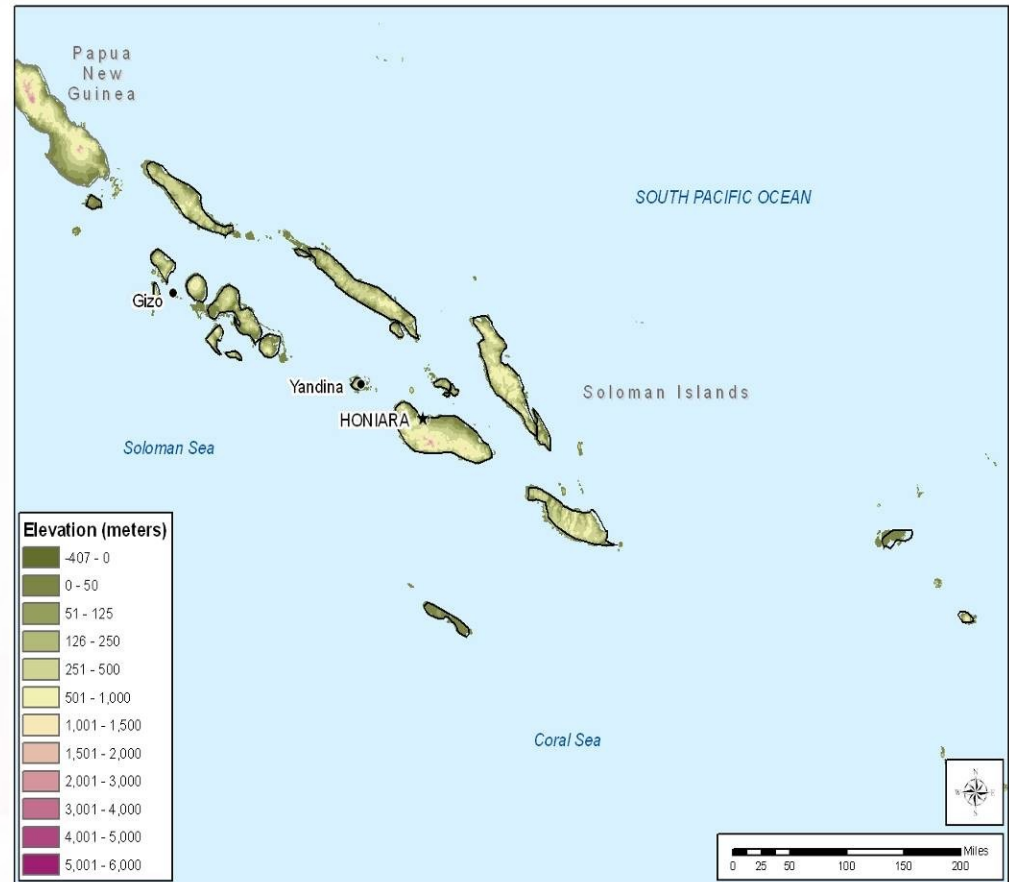 Papua
New
Guinea
SOUTH PACIFIC OCEAN
Gizo
Yandina
Soloman Islands
HONIARA
Soloman Sea
Elevation (meters)
-407 - 0
0 - 50
51 - 125
126 - 250
251 - 500
501 - 1,000
1,001 - 1,500
1,501 - 2,000
2,001 - 3,000
3,001 - 4,000
4,001 - 5,000
5,001 - 6,000
Coral Sea
N
W E
S
Miles
0 25 50 100 150 200